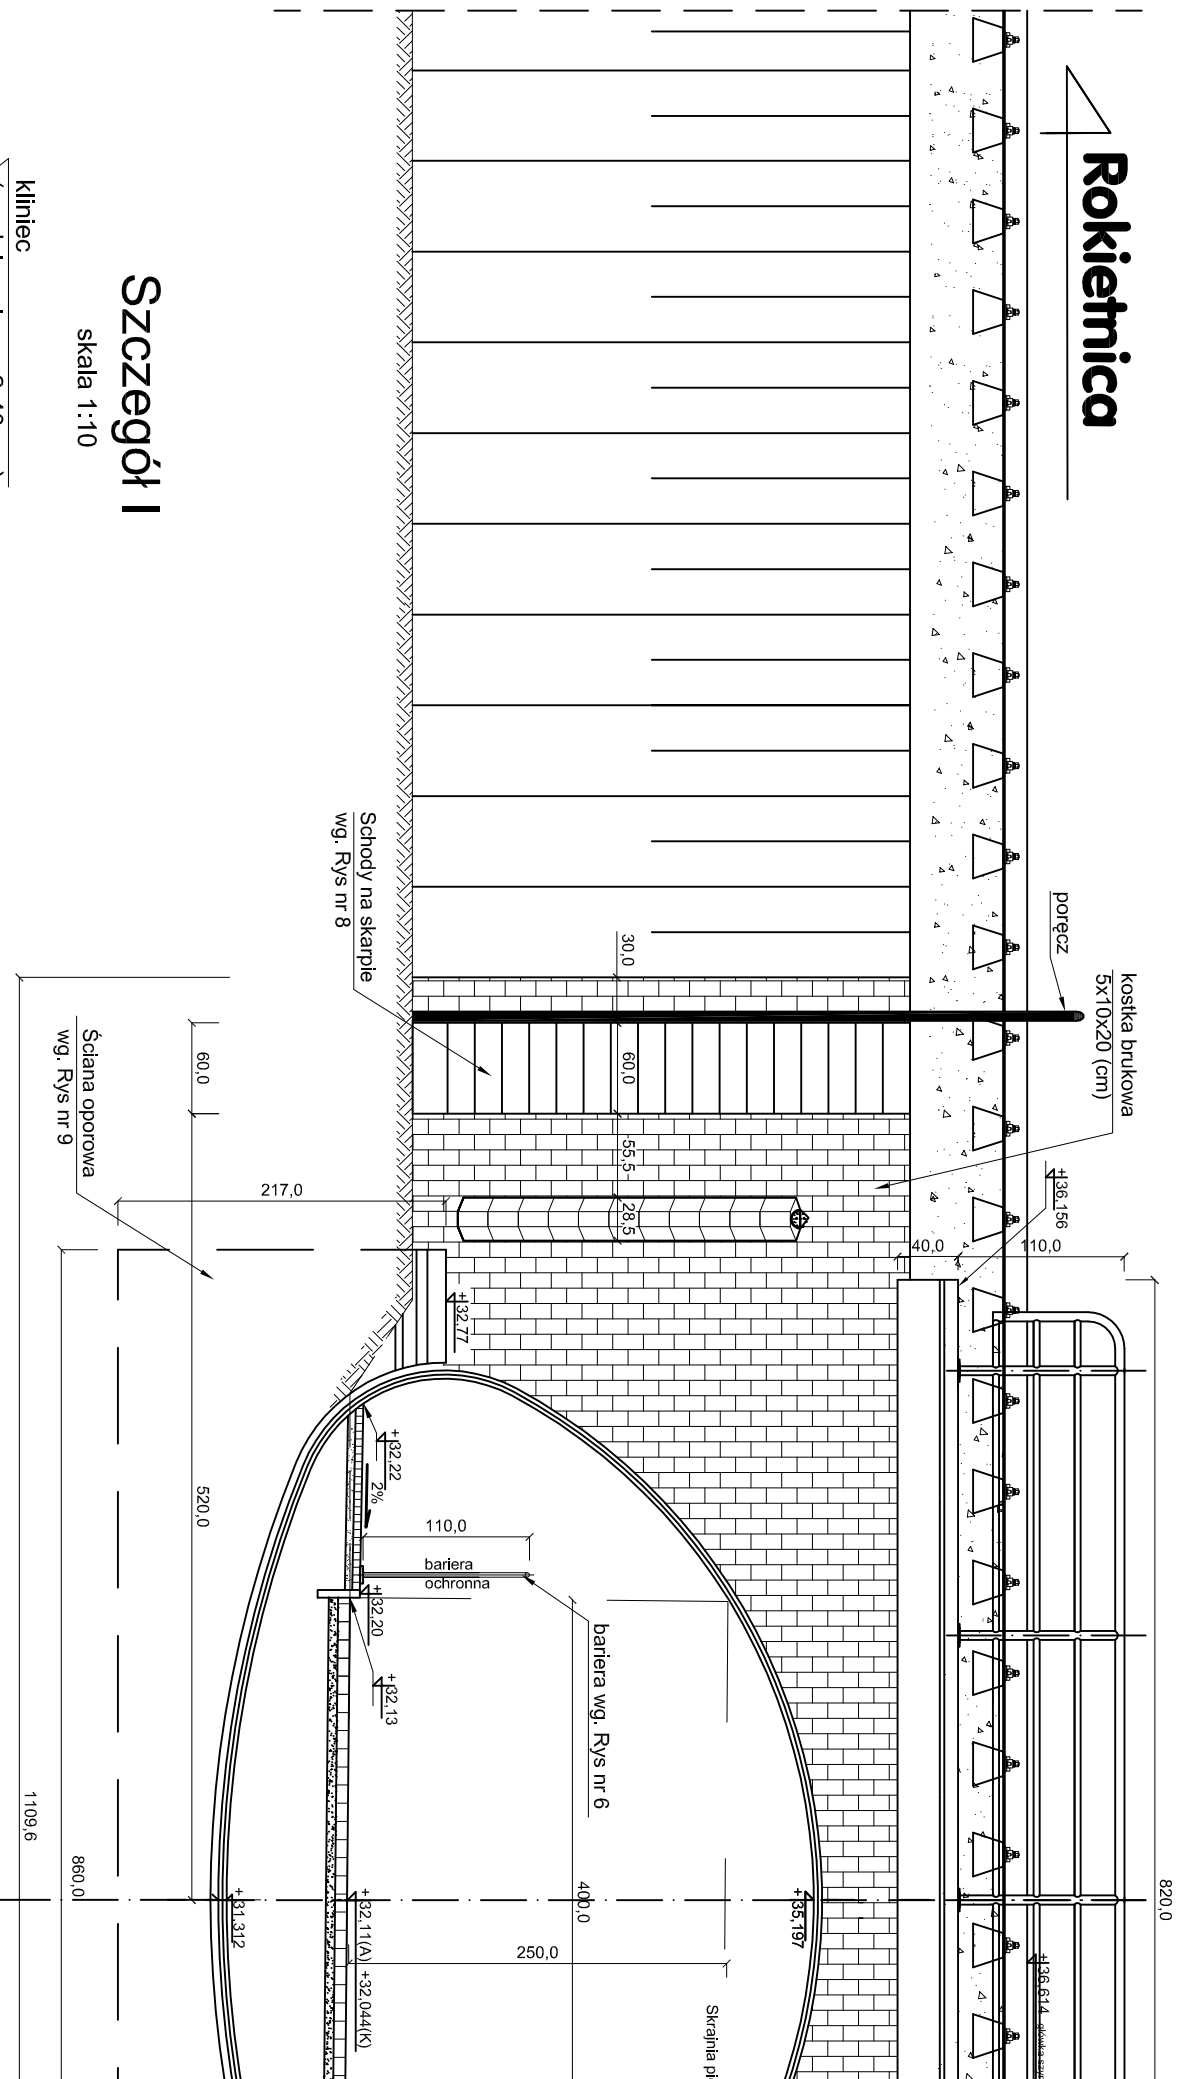 Rokietnica
poręcz
kostka brukowa
5x10x20 (cm)
+36,156
40,0
110,0
820,0
+36,614
główka szyny
30,0
60,0
55,5
28,5
Schody na skarpie
wg. Rys nr 8
60,0
217,0
Ściana oporowa
wg. Rys nr 9
+32,77
+32,22
2%
110,0
bariera
ochronna
+32,20
+32,13
bariera wg. Rys nr 6
400,0
250,0
+35,197
Skrajnia
+32,11(A) +32,044(K)
+31,312
520,0
860,0
1109,6
Szczegół I
skala 1:10
kliniec